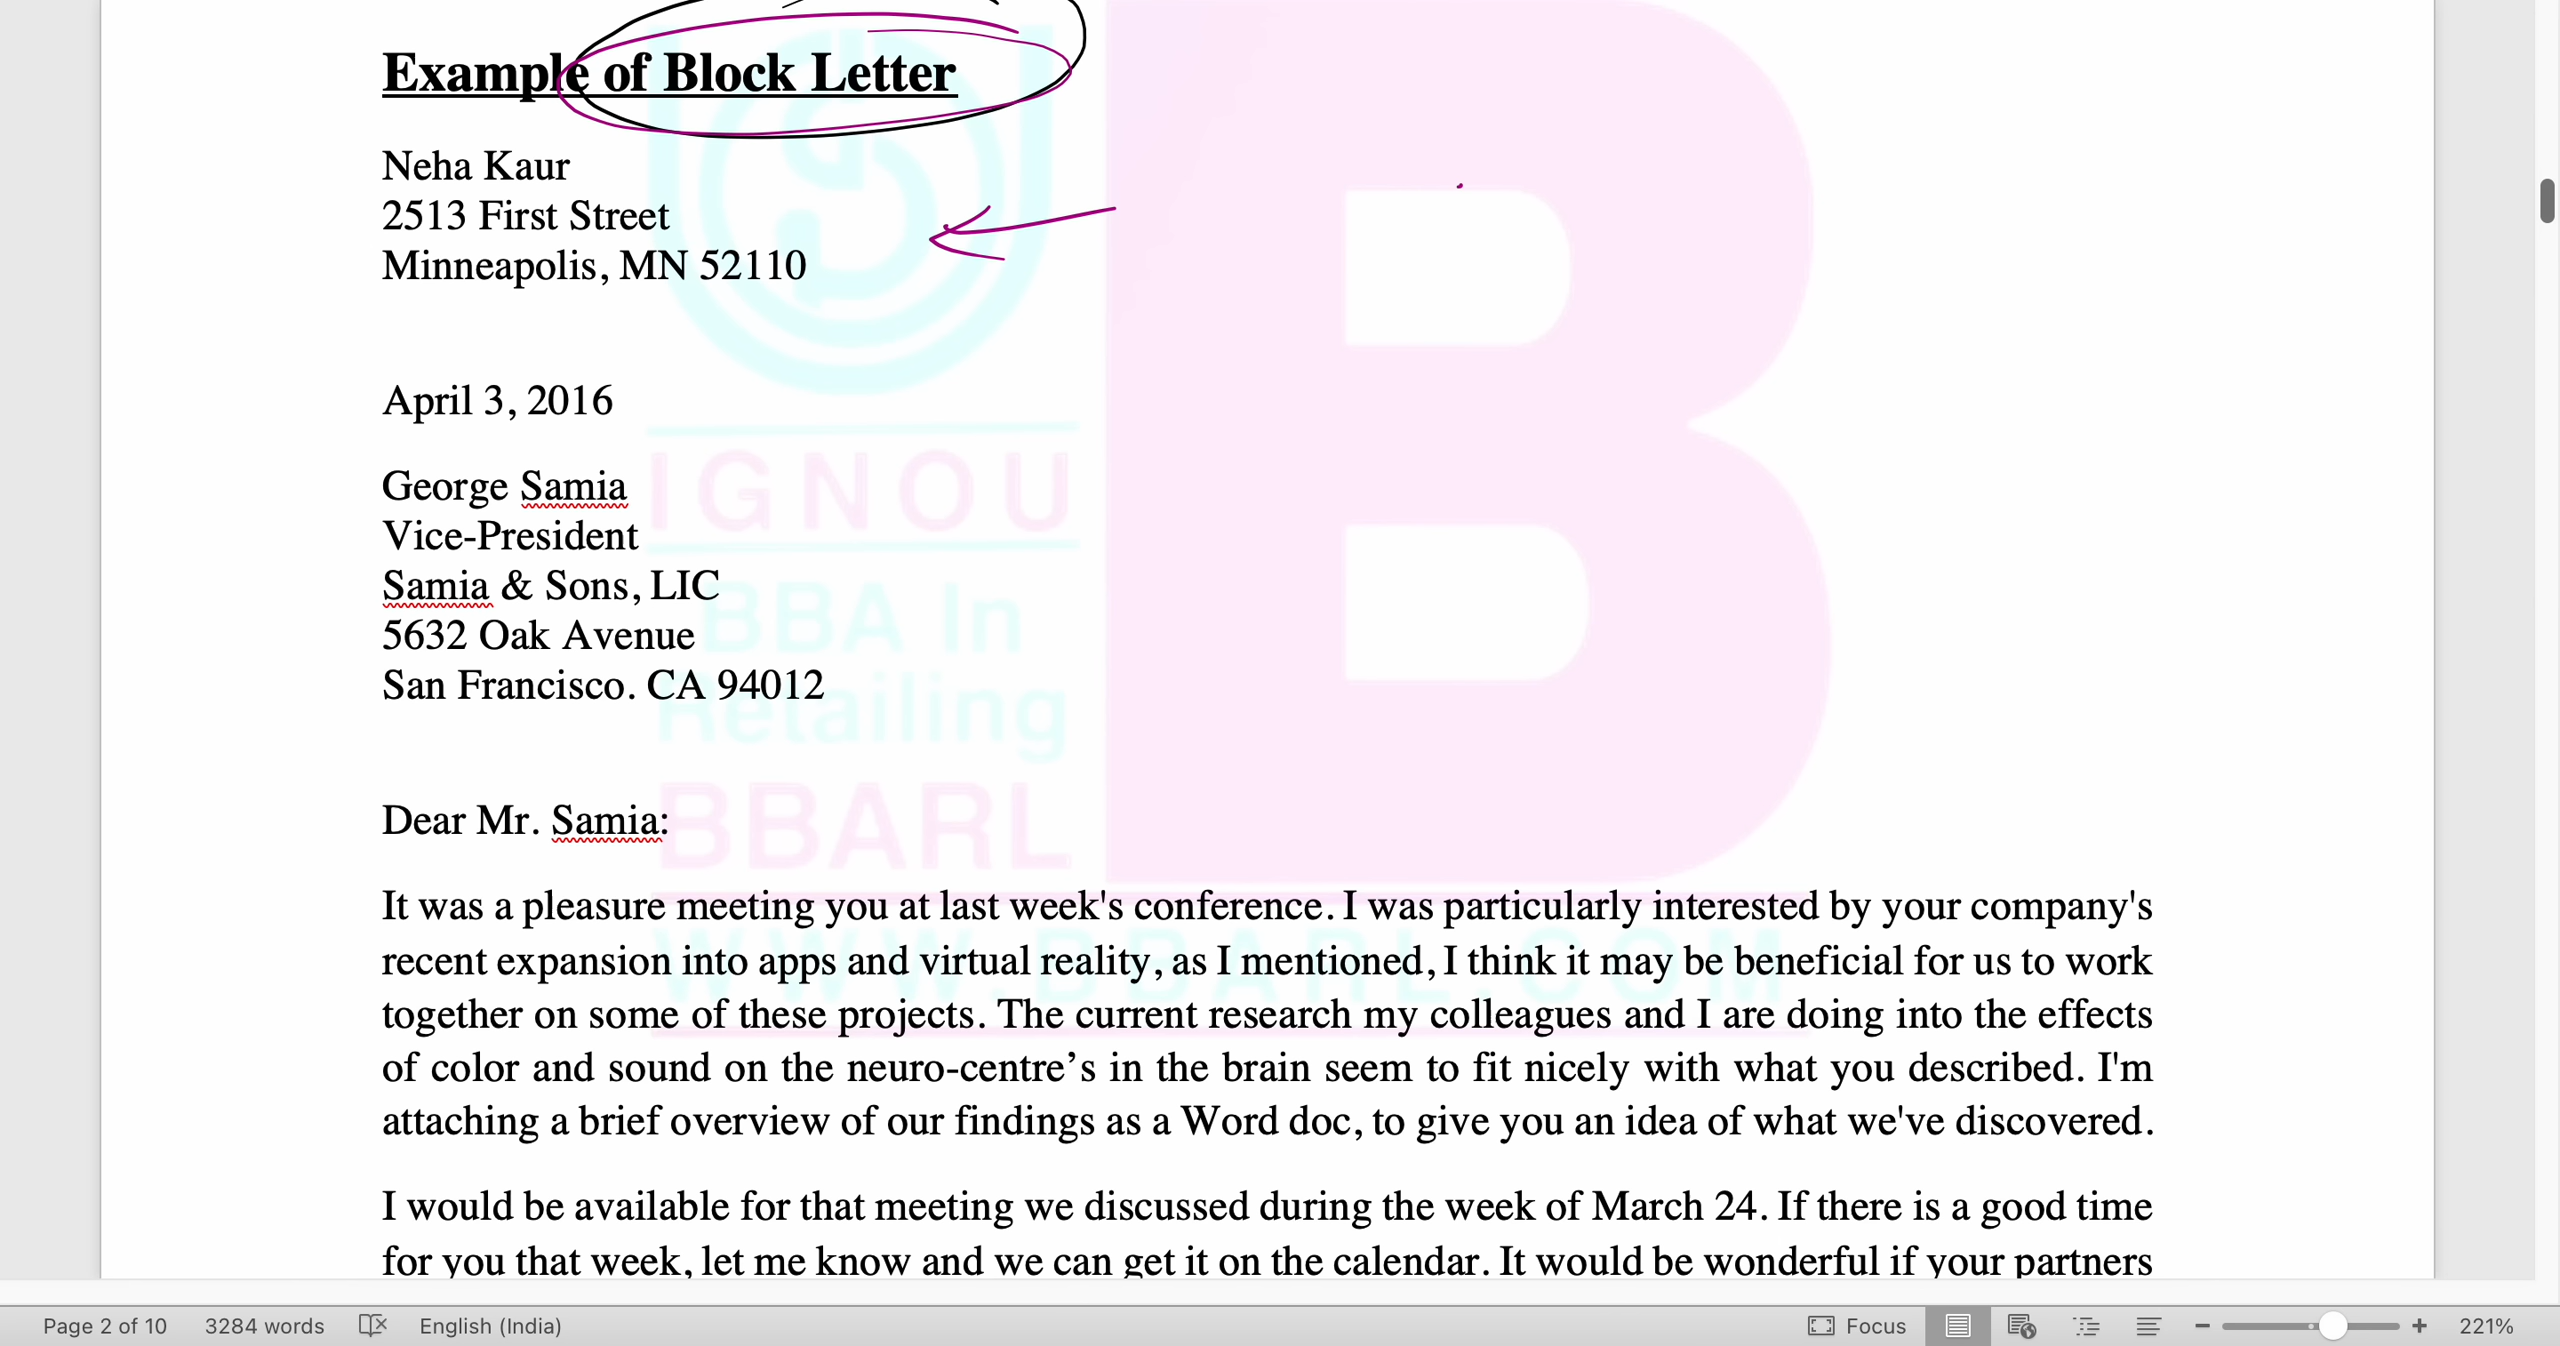 Example of Block Letter
Neha Kaur
2513 First Street
Minneapolis, MN 52110
April 3, 2016
George Samia
Vice-President
Samia & Sons, LIC
5632 Oak Avenue
San Francisco. CA 94012
Dear Mr. Samia:
It was a pleasure meeting you at last week's conference. I was particularly interested by your company's
recent expansion into apps and virtual reality, as I mentioned, I think it may be beneficial for us to work
together on some of these projects. The current research my colleagues and I are doing into the effects
of color and sound on the neuro-centre’s in the brain seem to fit nicely with what you described. I'm
attaching a brief overview of our findings as a Word doc, to give you an idea of what we've discovered.
I would be available for that meeting we discussed during the week of March 24. If there is a good time
for you that week, let me know and we can get it on the calendar. It would be wonderful if your partners
IGNOU
BBA In
Retailing
BBARL
WWW.BBARL.COM
B
Page 2 of 10 3284 words English (India) Focus 221%